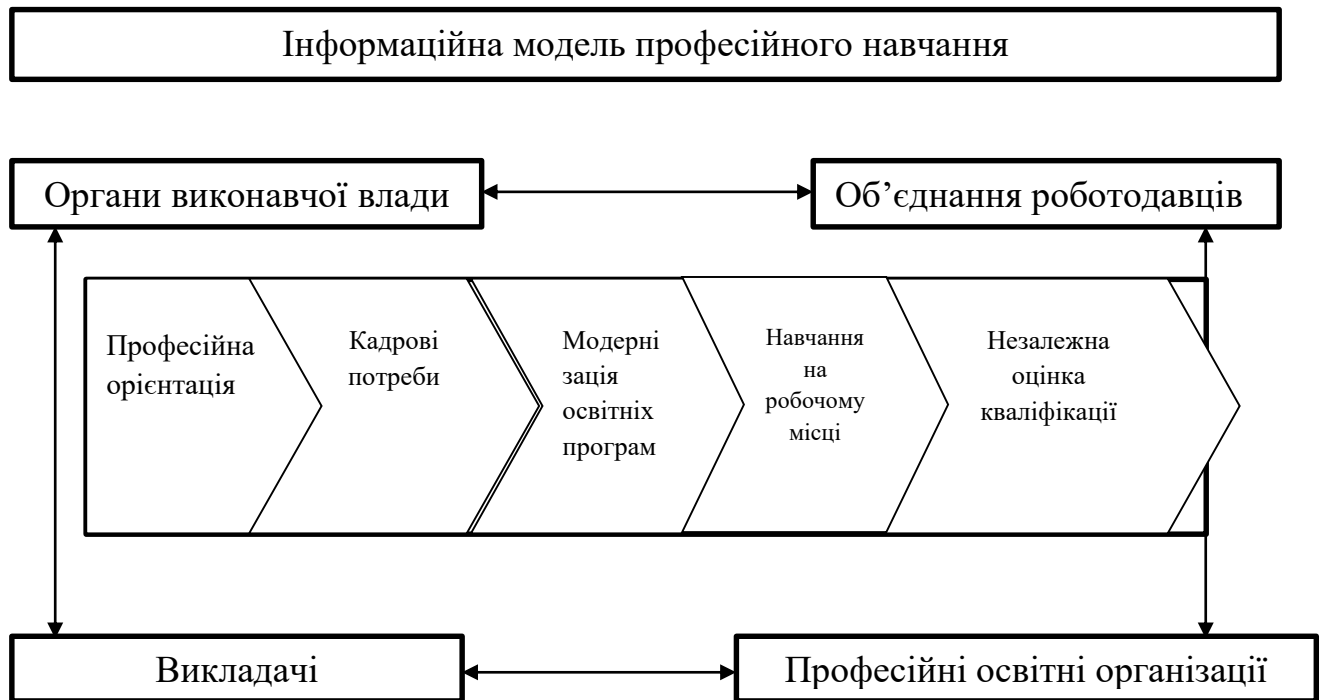 Інформаційна модель професійного навчання
Органи виконавчої влади
Об’єднання роботодавців
Професійна
орієнтація
Кадрові
потреби
Модерні
зація
освітніх
програм
Навчання
на
робочому
місці
Незалежна
оцінка
кваліфікації
Викладачі
Професійні освітні організації